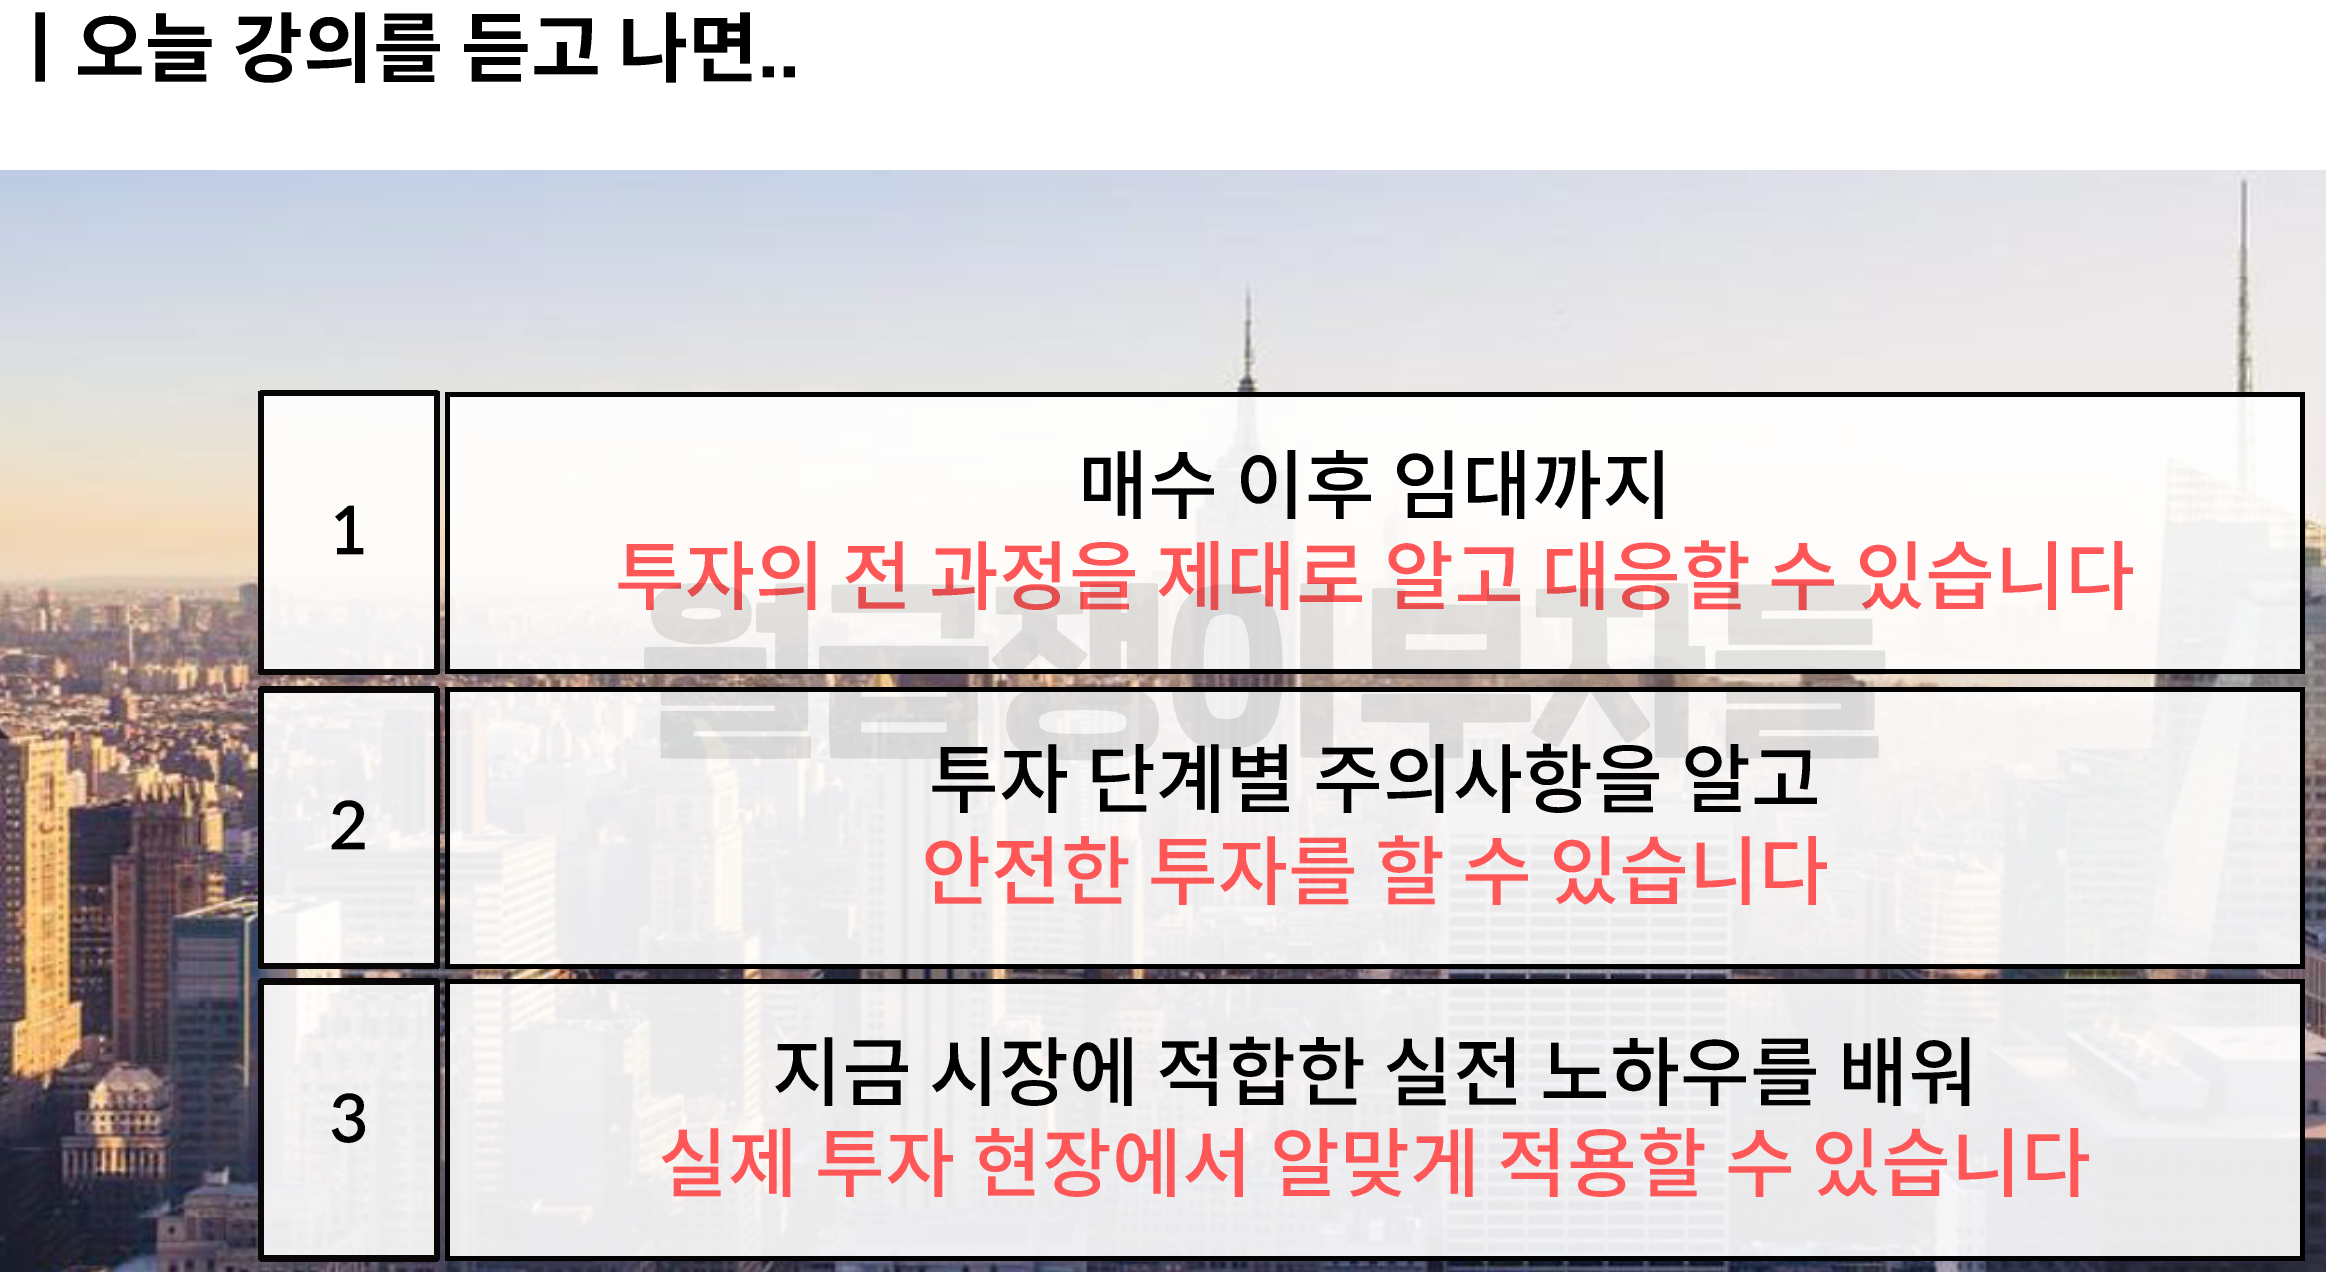 | 오늘 강의를 듣고 나면..
1
매수 이후 임대까지
투자의 전 과정을 제대로 알고 대응할 수 있습니다
월급쟁이부자들
2
투자 단계별 주의사항을 알고
안전한 투자를 할 수 있습니다
3
지금 시장에 적합한 실전 노하우를 배워
실제 투자 현장에서 알맞게 적용할 수 있습니다